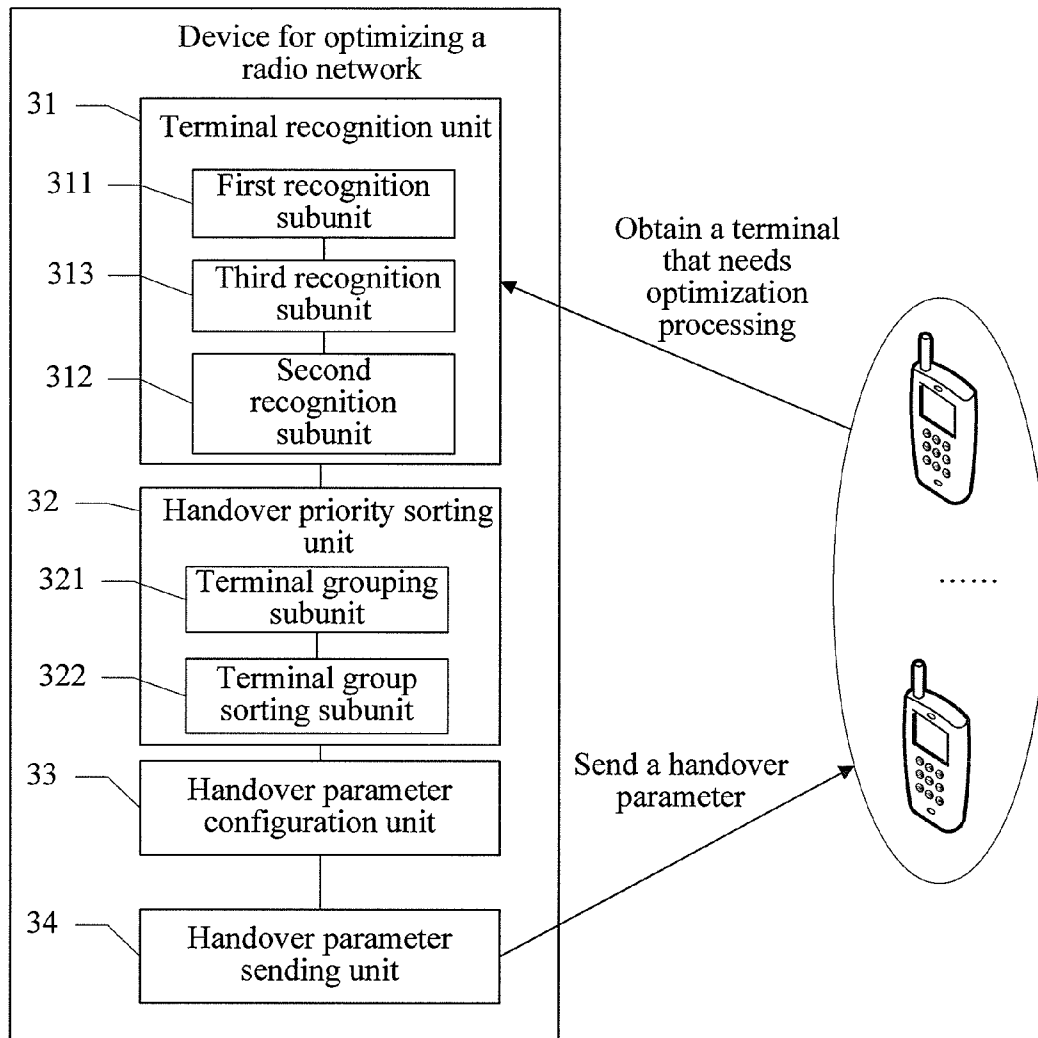 Device for optimizing a
radio network
31
Terminal recognition unit
311
First recognition
subunit
313
Third recognition
subunit
312
Second
recognition
subunit
Obtain a terminal
that needs
optimization
processing
32
Handover priority sorting
unit
321
Terminal grouping
subunit
322
Terminal group
sorting subunit
......
33
Handover parameter
configuration unit
Send a handover
parameter
34
Handover parameter
sending unit